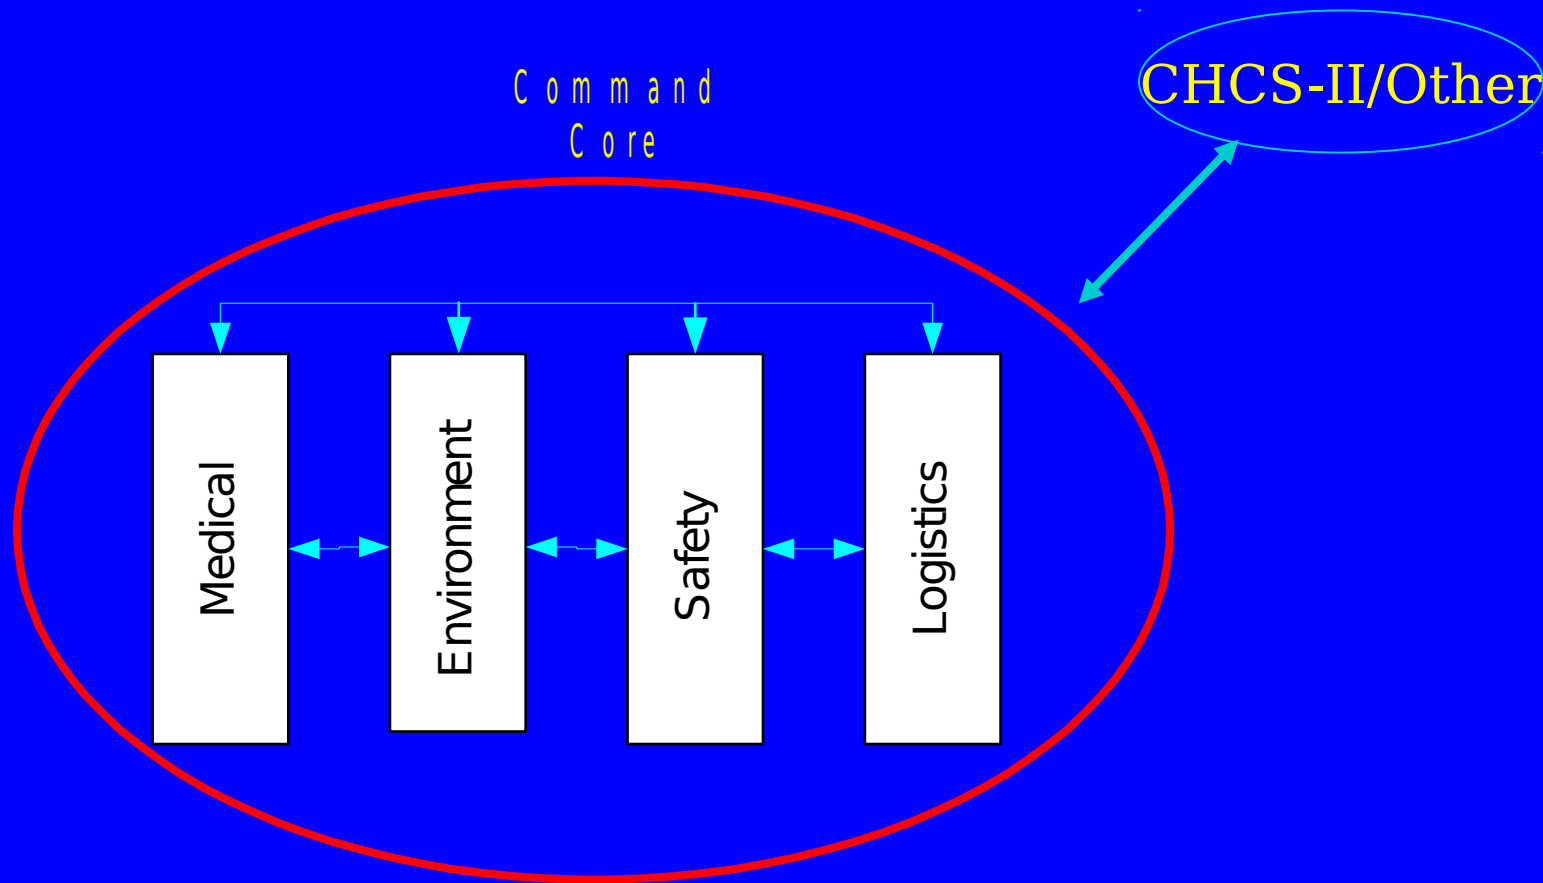 CHCS-II/Other
Command
Core
Medical
Environment
Safety
Logistics